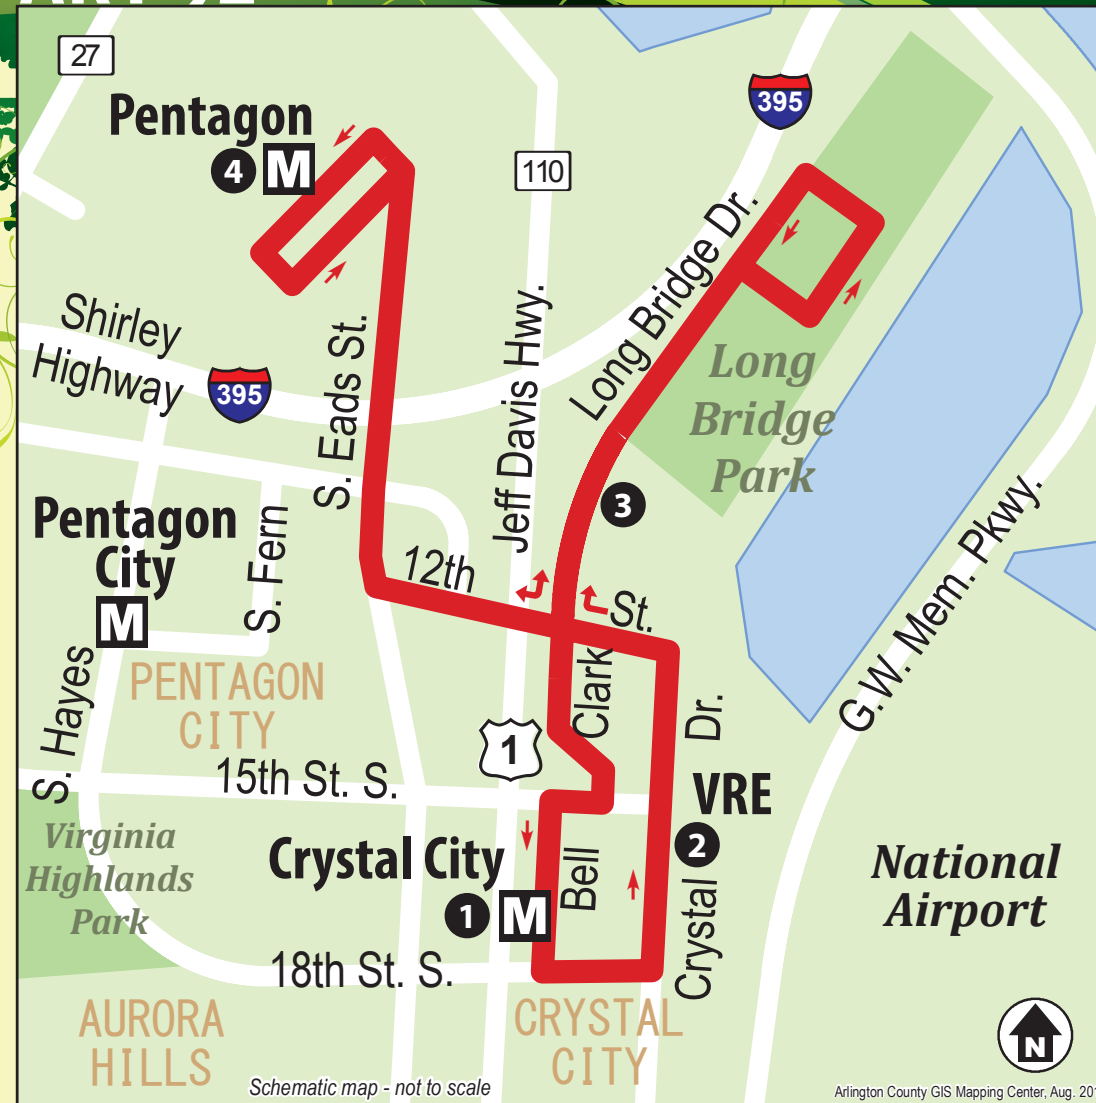 27
395
Pentagon
4 M
110
Long Bridge Dr.
Shirley
Highway
395
S. Eads St.
Jeff Davis Hwy.
Long
Bridge
Park
Pentagon
City
M
S. Fern
3
12th
St.
G.W. Mem. Pkwy.
S. Hayes
PENTAGON
CITY
Clark
1
Dr.
15th St. S.
VRE
2
Virginia
Highlands
Park
Crystal City
1 M
Bell
Crystal
National
Airport
18th St. S.
AURORA
HILLS
CRYSTAL
CITY
N
Schematic map - not to scale
Arlington County GIS Mapping Center, Aug.